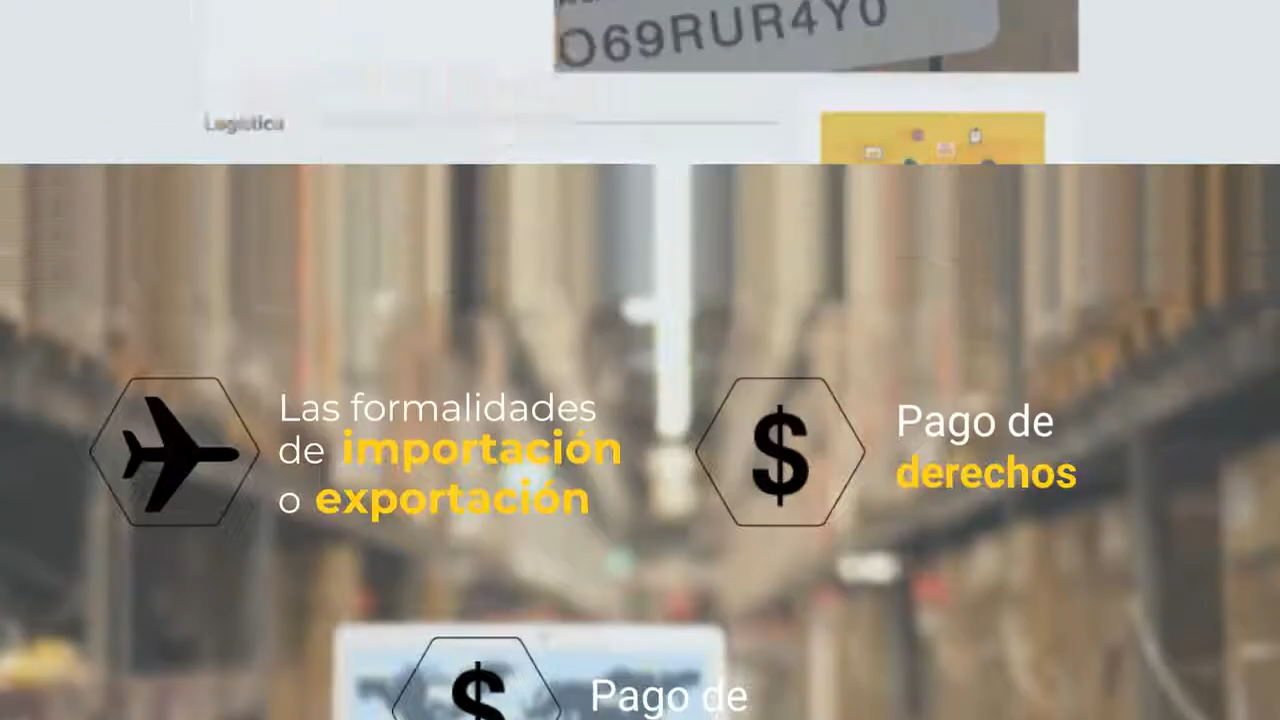 O69RUR4Y0
Logística
Las formalidades
de importación
o exportación
Pago de
derechos
Pago de